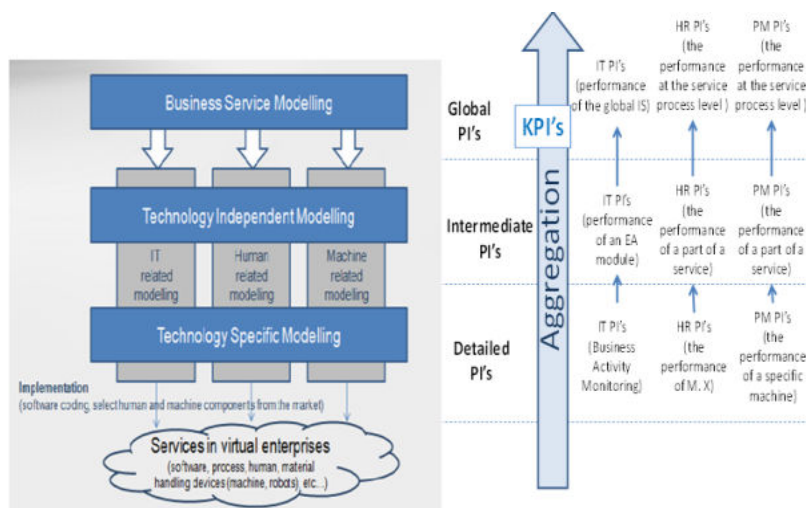 Business Service Modelling
Technology Independent Modelling
IT
related
modelling
Human
related
modelling
Machine
related
modelling
Technology Specific Modelling
Implementation
(software coding, select human and machine components from the market)
Services in virtual enterprises
(software, process, human, material
handling devices (machine, robots), etc...)
Global
PI's
Intermediate
PI's
Detailed
PI's
KPI's
Aggregation
IT PI's
(performance
of the global IS)
HR PI's
(the
performance
at the service
process level )
PM PI's
(the
performance
at the service
process level )
IT PI's
(performance
of an EA
module)
HR PI's
(the
performance
of a part of a
service)
PM PI's
(the
performance
of a part of a
service)
IT PI's
(Business
Activity
Monitoring)
HR PI's
(the
performance
of M. X)
PM PI's
(the
performance
of a specific
machine)